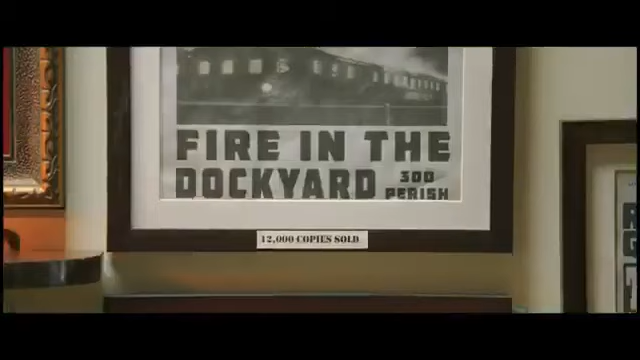 FIRE IN THE
DOCKYARD 300 PERISH
12,000 COPIES SOLD